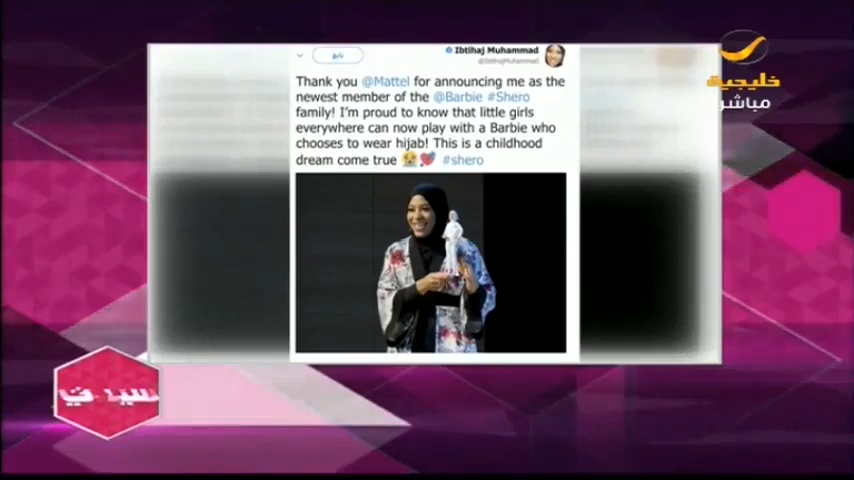 Ibtihaj Muhammad
@IbtihajMuhammad
تابع
Thank you @Mattel for announcing me as the
newest member of the @Barbie #Shero
family! I'm proud to know that little girls
everywhere can now play with a Barbie who
chooses to wear hijab! This is a childhood
dream come true 😭💘 #shero
خليجية
مباشر
سيدتي